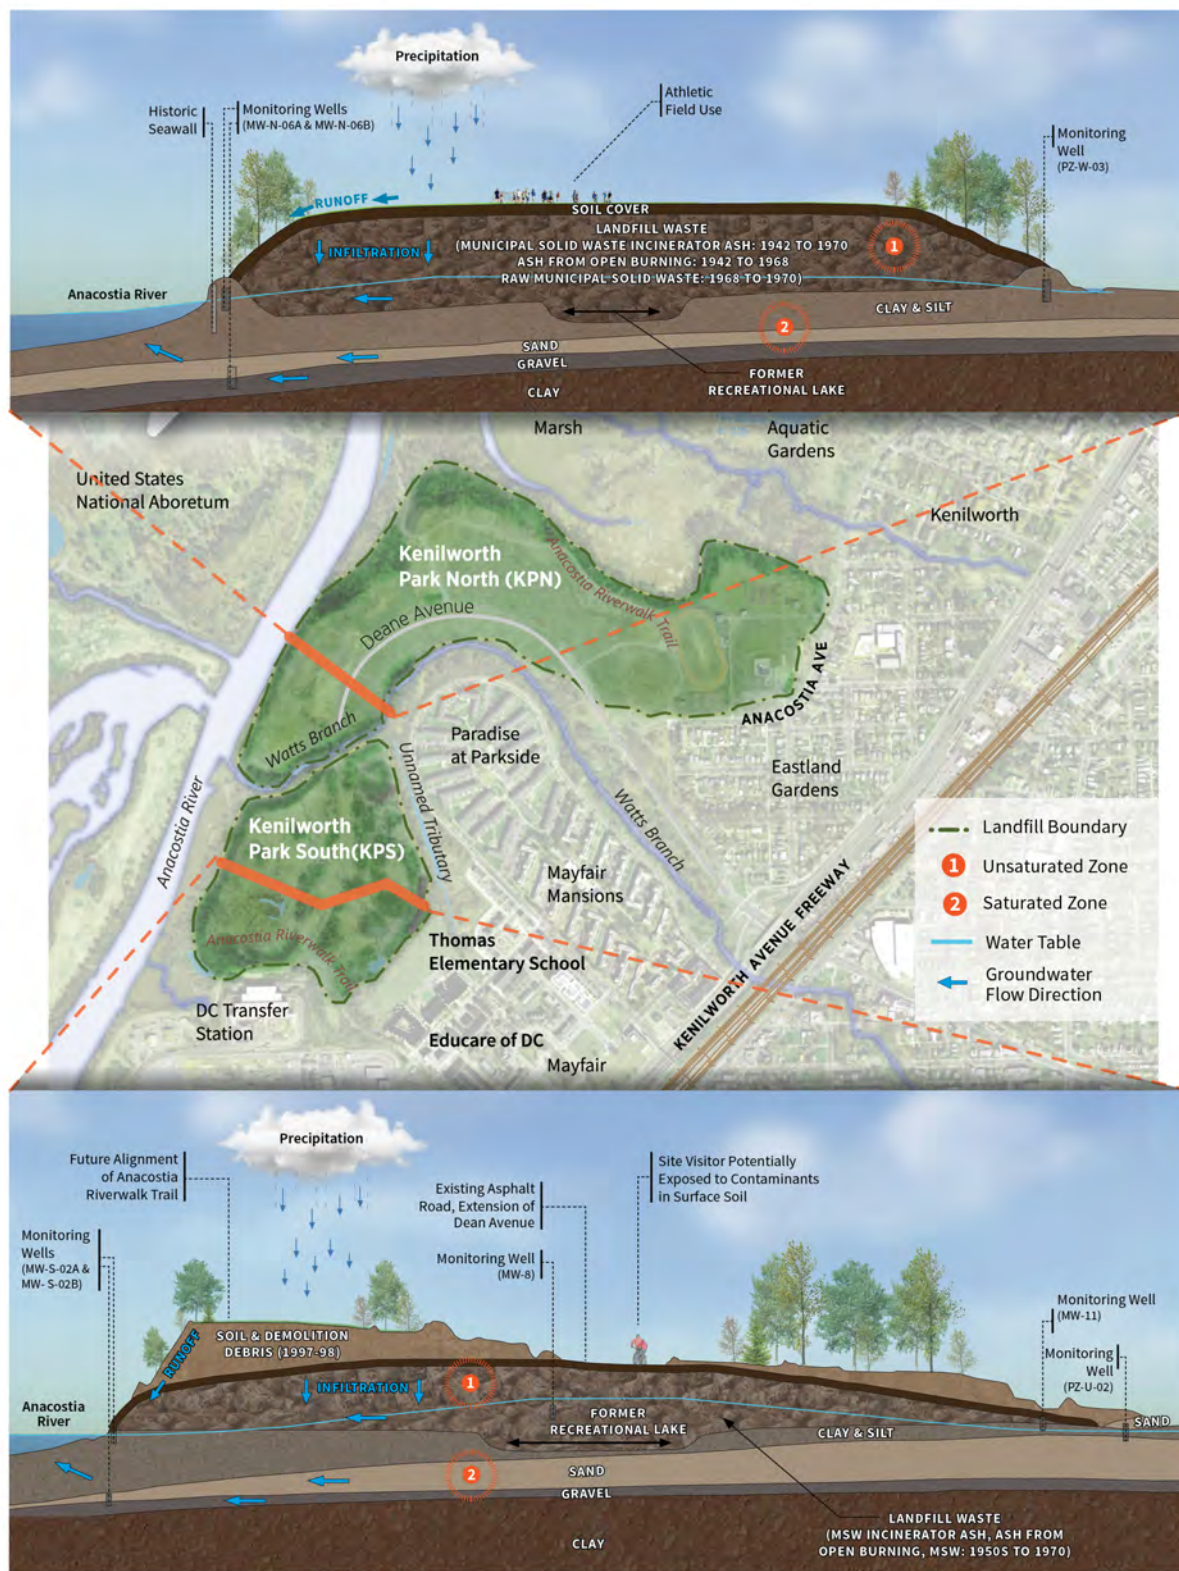 Precipitation
Historic
Seawall
Monitoring Wells
(MW-N-06A & MW-N-06B)
Athletic
Field Use
Monitoring
Well
(PZ-W-03)
RUNOFF
SOIL COVER
LANDFILL WASTE
(MUNICIPAL SOLID WASTE INCINERATOR ASH: 1942 TO 1970
ASH FROM OPEN BURNING: 1942 TO 1968
RAW MUNICIPAL SOLID WASTE: 1968 TO 1970)
INFILTRATION
1
Anacostia River
CLAY & SILT
2
SAND
GRAVEL
CLAY
FORMER
RECREATIONAL LAKE
Marsh
Aquatic
Gardens
United States
National Aboretum
Kenilworth
Kenilworth
Park North (KPN)
Anacostia Riverwalk Trail
Deane Avenue
ANACOSTIA AVE
Watts Branch
Paradise
at Parkside
Unnamed Tributary
Eastland
Gardens
Watts Branch
Anacostia River
Kenilworth
Park South(KPS)
Mayfair
Mansions
Anacostia Riverwalk Trail
Thomas
Elementary School
DC Transfer
Station
Educare of DC
Mayfair
KENILWORTH AVENUE FREEWAY
Landfill Boundary
1 Unsaturated Zone
2 Saturated Zone
Water Table
Groundwater
Flow Direction
Precipitation
Future Alignment
of Anacostia
Riverwalk Trail
Site Visitor Potentially
Exposed to Contaminants
in Surface Soil
Existing Asphalt
Road, Extension of
Dean Avenue
Monitoring
Wells
(MW-S-02A &
MW- S-02B)
Monitoring Well
(MW-8)
Monitoring Well
(MW-11)
Monitoring
Well
(PZ-U-02)
SOIL & DEMOLITION
DEBRIS (1997-98)
RUNOFF
INFILTRATION
1
Anacostia
River
FORMER
RECREATIONAL LAKE
SAND
CLAY & SILT
2
SAND
GRAVEL
LANDFILL WASTE
(MSW INCINERATOR ASH, ASH FROM
OPEN BURNING, MSW: 1950S TO 1970)
CLAY